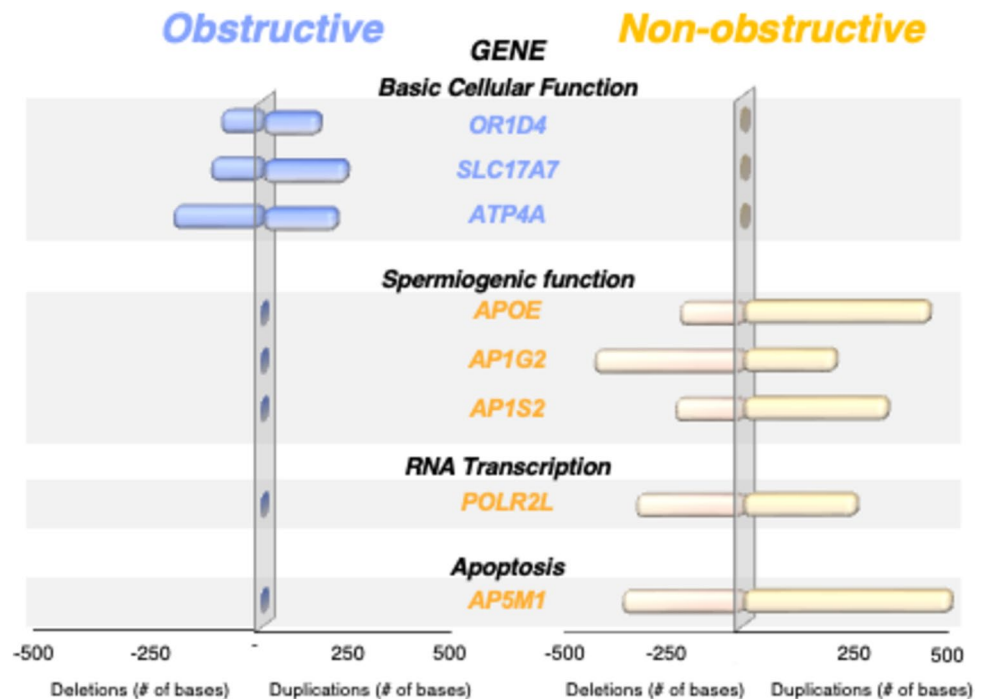 Obstructive
Non-obstructive
GENE
Basic Cellular Function
OR1D4
SLC17A7
ATP4A
Spermiogenic function
APOE
AP1G2
AP1S2
RNA Transcription
POLR2L
Apoptosis
AP5M1
-500 -250 - 250 500 -500 -250 250 500
Deletions (# of bases) Duplications (# of bases) Deletions (# of bases) Duplications (# of bases)